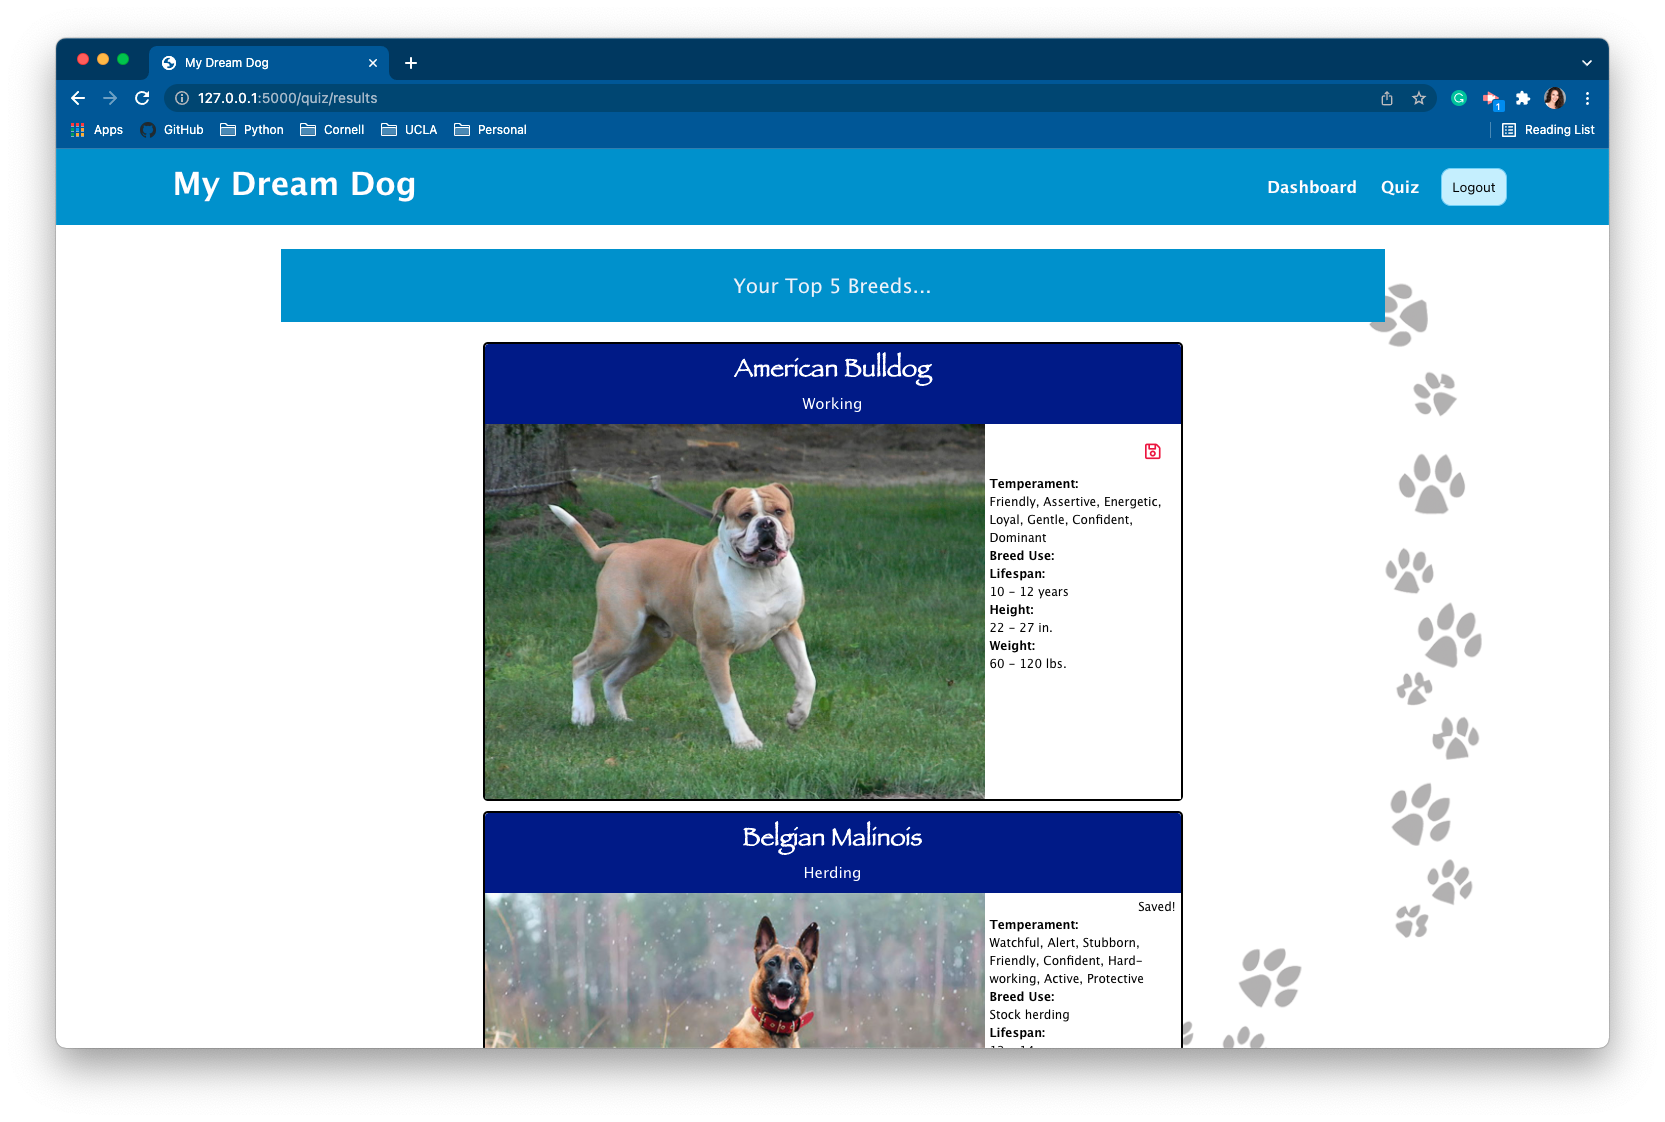 My Dream Dog
127.0.0.1:5000/quiz/results
1
Apps GitHub Python Cornell UCLA Personal Reading List
My Dream Dog
Dashboard Quiz Logout
Your Top 5 Breeds...
American Bulldog
Working
Temperament:
Friendly, Assertive, Energetic,
Loyal, Gentle, Confident,
Dominant
Breed Use:
Lifespan:
10 - 12 years
Height:
22 - 27 in.
Weight:
60 - 120 lbs.
Belgian Malinois
Herding
Saved!
Temperament:
Watchful, Alert, Stubborn,
Friendly, Confident, Hard-
working, Active, Protective
Breed Use:
Stock herding
Lifespan: